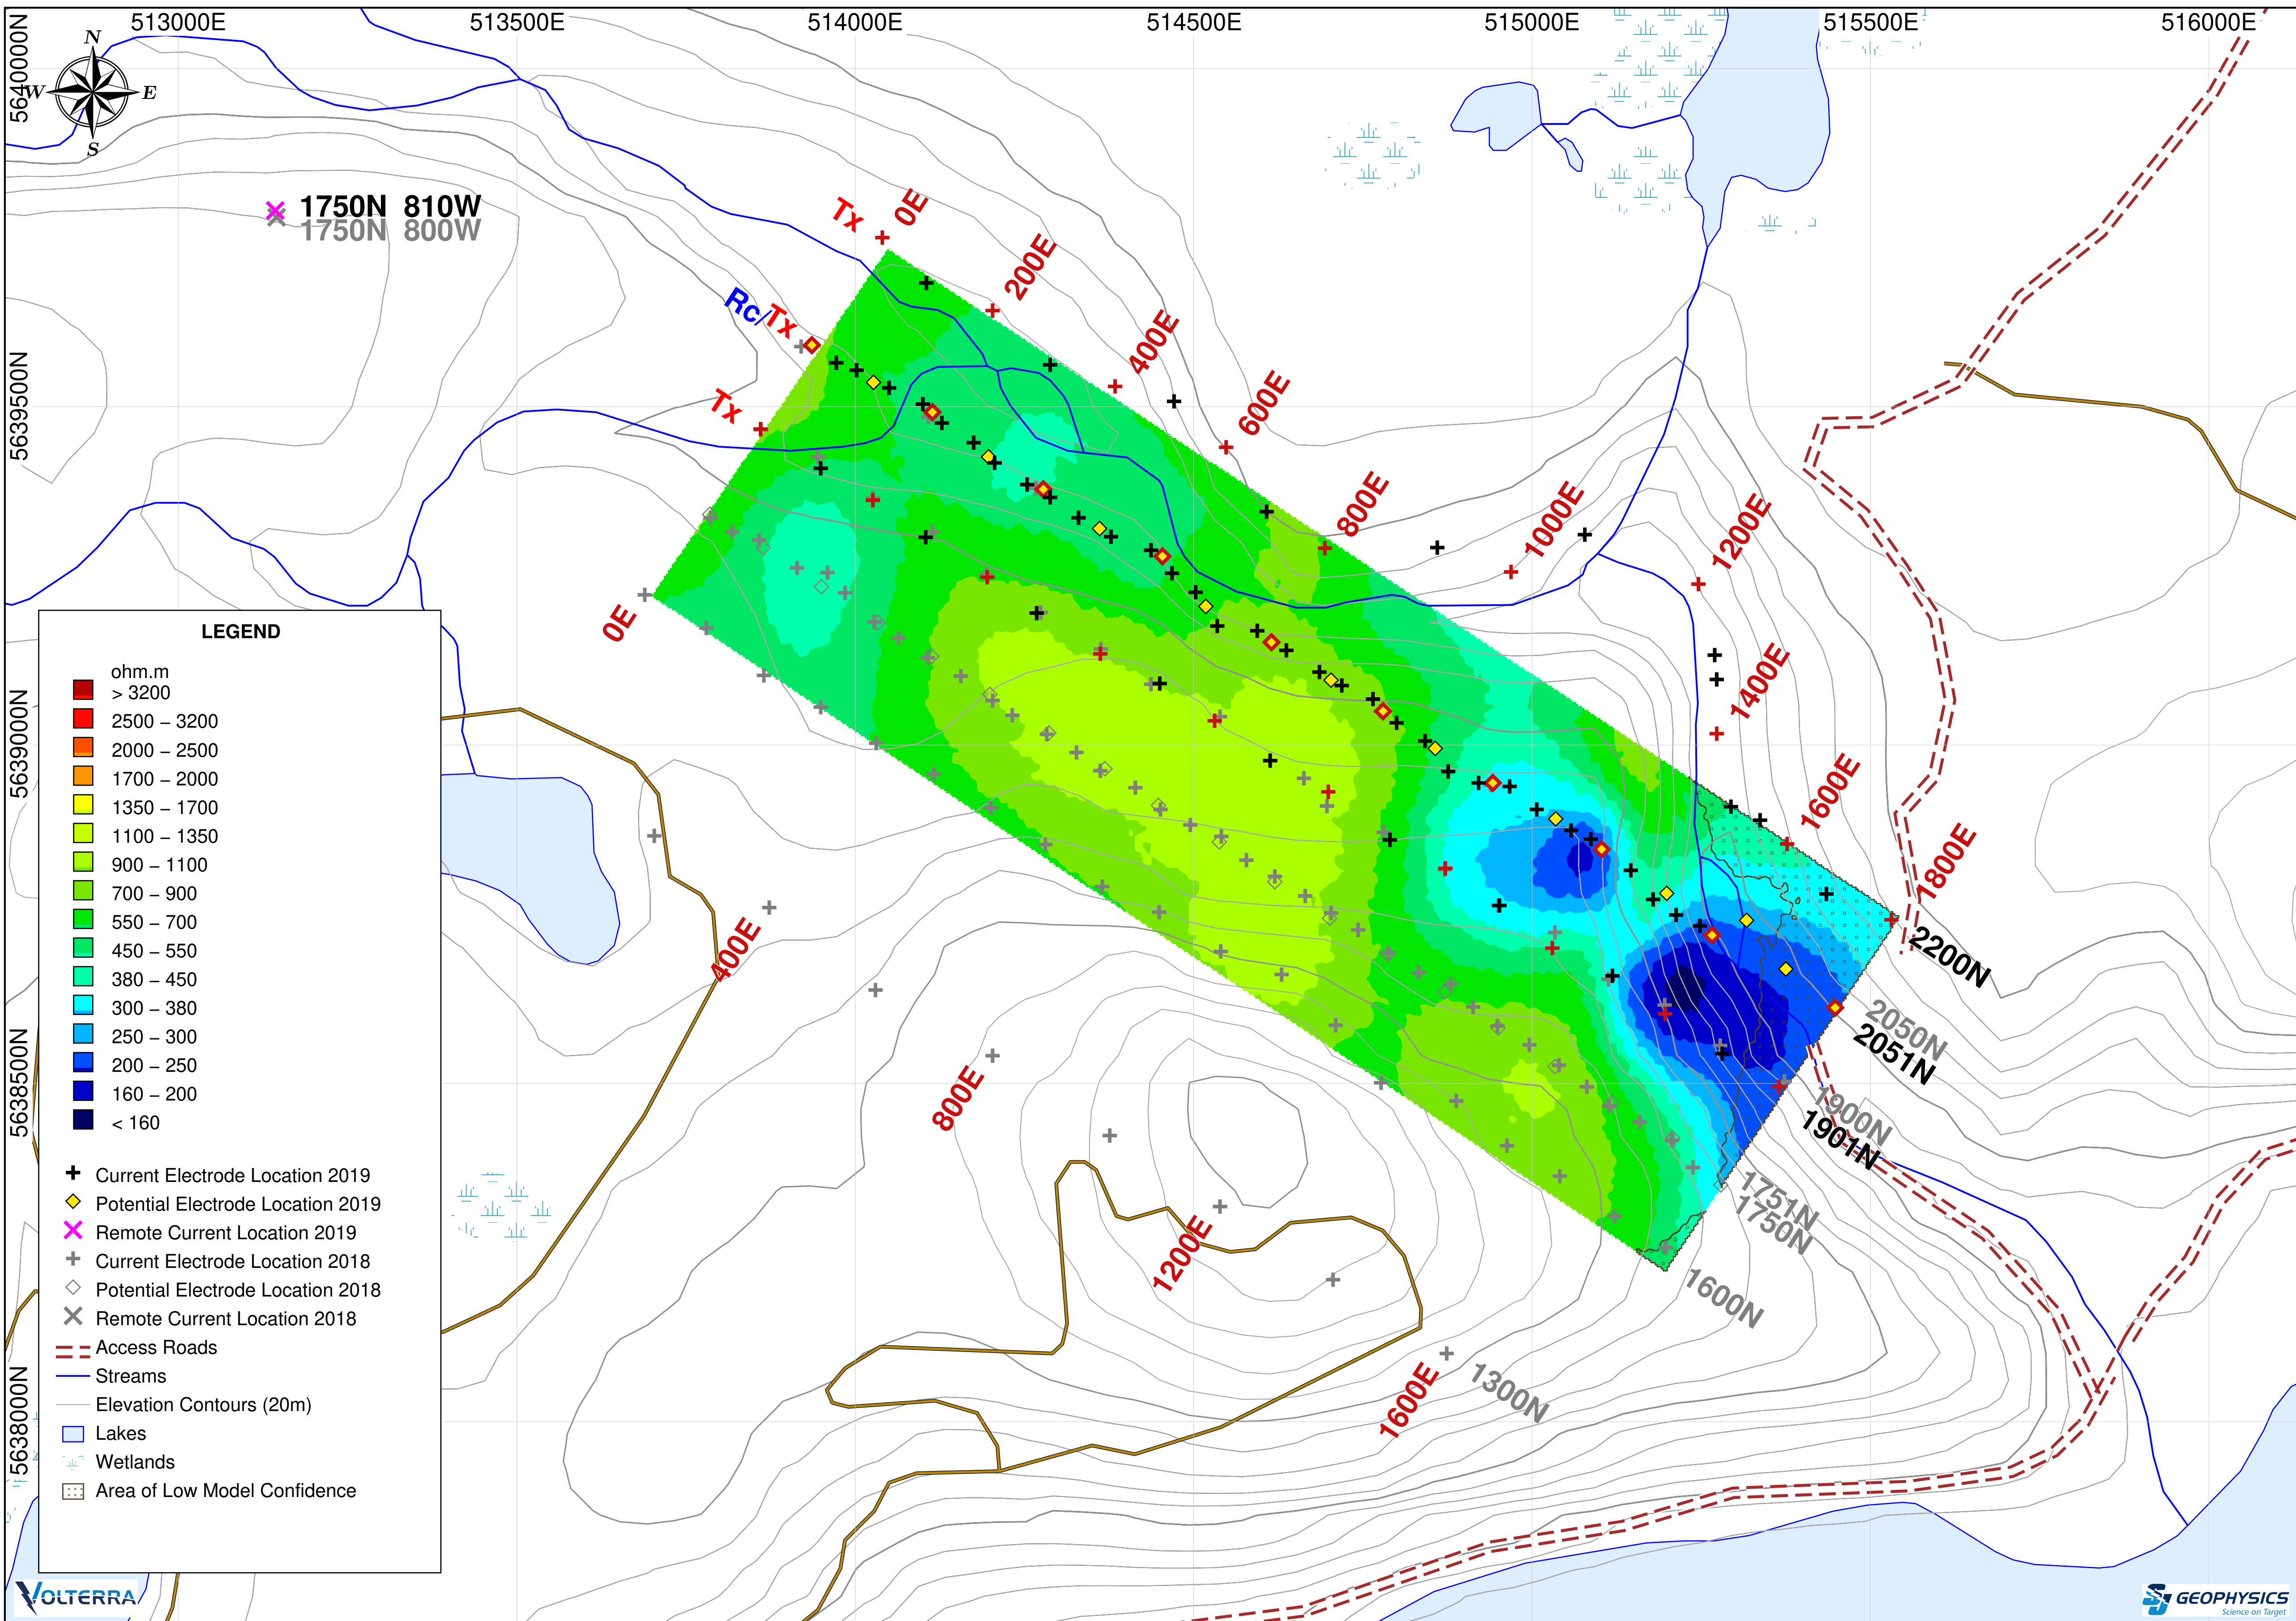 513000E 513500E 514000E 514500E 515000E 515500E 516000E
5640000N
5639500N
5639000N
5638500N
5638000N
N
W E
S
1750N 810W
1750N 800W
Tx 0E
200E
Rc/Tx
400E
Tx
600E
800E
1000E
1200E
1400E
1600E
1800E
0E
400E
800E
1200E
1600E
2200N
2050N
2051N
1900N
1901N
1751N
1750N
1600N
1300N
LEGEND
ohm.m
> 3200
2500 – 3200
2000 – 2500
1700 – 2000
1350 – 1700
1100 – 1350
900 – 1100
700 – 900
550 – 700
450 – 550
380 – 450
300 – 380
250 – 300
200 – 250
160 – 200
< 160
Current Electrode Location 2019
Potential Electrode Location 2019
Remote Current Location 2019
Current Electrode Location 2018
Potential Electrode Location 2018
Remote Current Location 2018
Access Roads
Streams
Elevation Contours (20m)
Lakes
Wetlands
Area of Low Model Confidence
VOLTERRA
SJ GEOPHYSICS
Science on Target